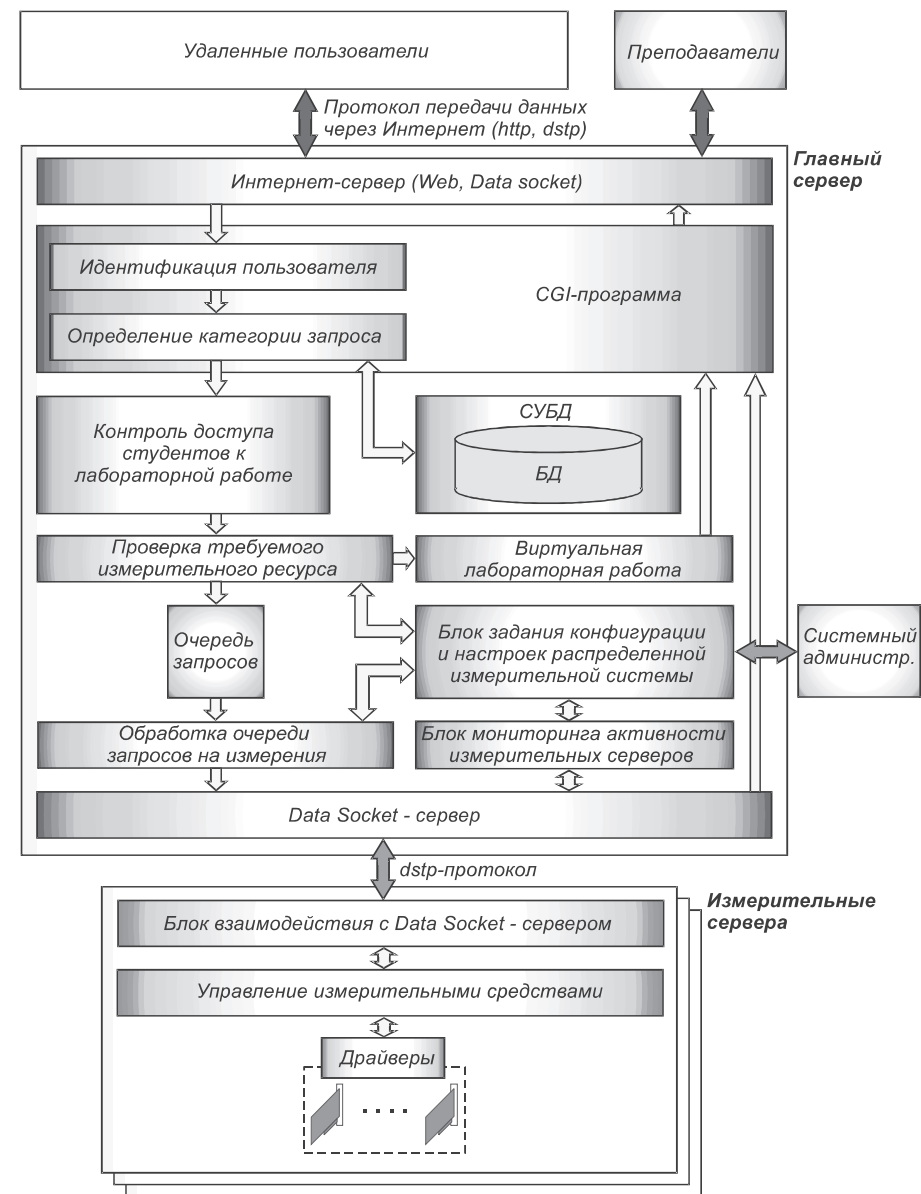 Удаленные пользователи
Преподаватели
Протокол передачи данных
через Интернет (http, dstp)
Главный
сервер
Интернет-сервер (Web, Data socket)
Идентификация пользователя
CGI-программа
Определение категории запроса
Контроль доступа
студентов к
лабораторной работе
СУБД
БД
Проверка требуемого
измерительного ресурса
Виртуальная
лабораторная работа
Очередь
запросов
Блок задания конфигурации
и настроек распределенной
измерительной системы
Системный
администр.
Обработка очереди
запросов на измерения
Блок мониторинга активности
измерительных серверов
Data Socket - сервер
dstp-протокол
Измерительные
сервера
Блок взаимодействия с Data Socket - сервером
Управление измерительными средствами
Драйверы